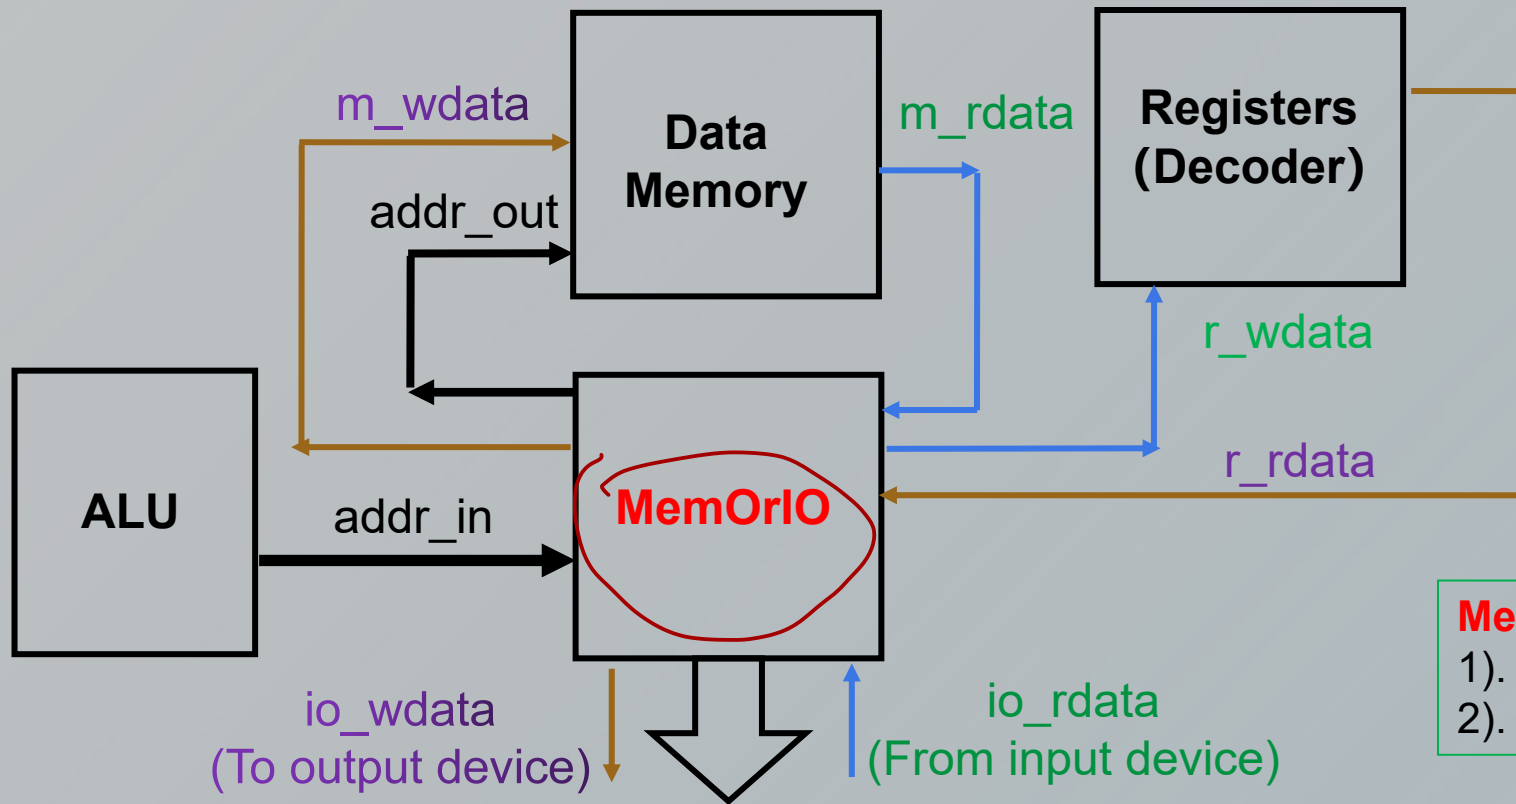 m_wdata
Data
Memory
m_rdata
Registers
(Decoder)
addr_out
r_wdata
ALU
addr_in
MemOrIO
r_rdata
io_wdata
(To output device)
io_rdata
(From input device)
Me
1).
2).